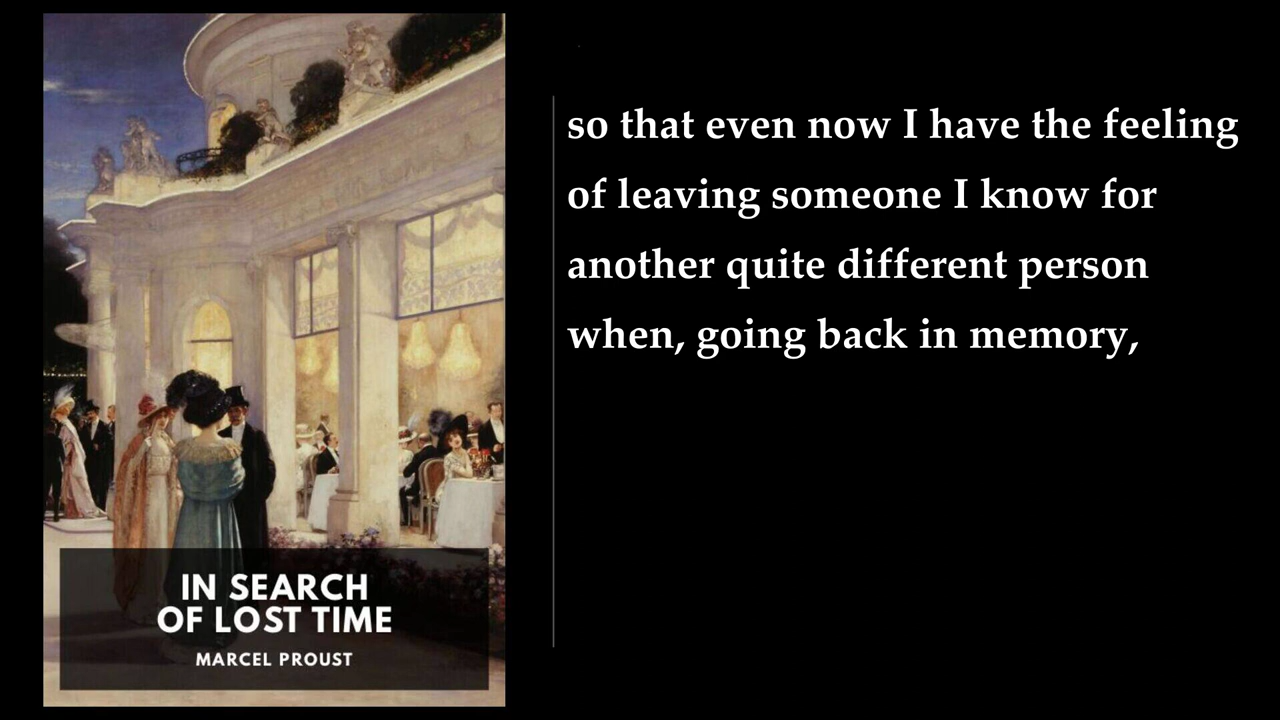 so that even now I have the feeling
of leaving someone I know for
another quite different person
when, going back in memory,
IN SEARCH
OF LOST TIME
MARCEL PROUST